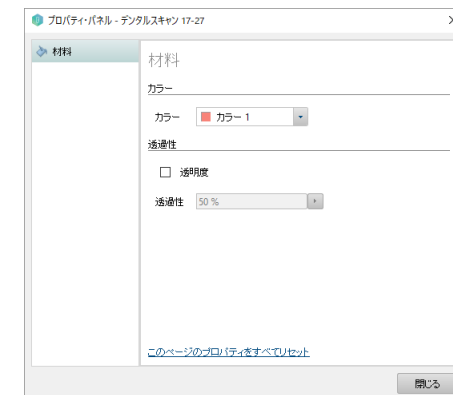 プロパティ・パネル - デンタルスキャン 17-27
材料
材料
カラー
カラー カラー 1
透過性
透明度
透過性 50 %
このページのプロパティをすべてリセット
閉じる